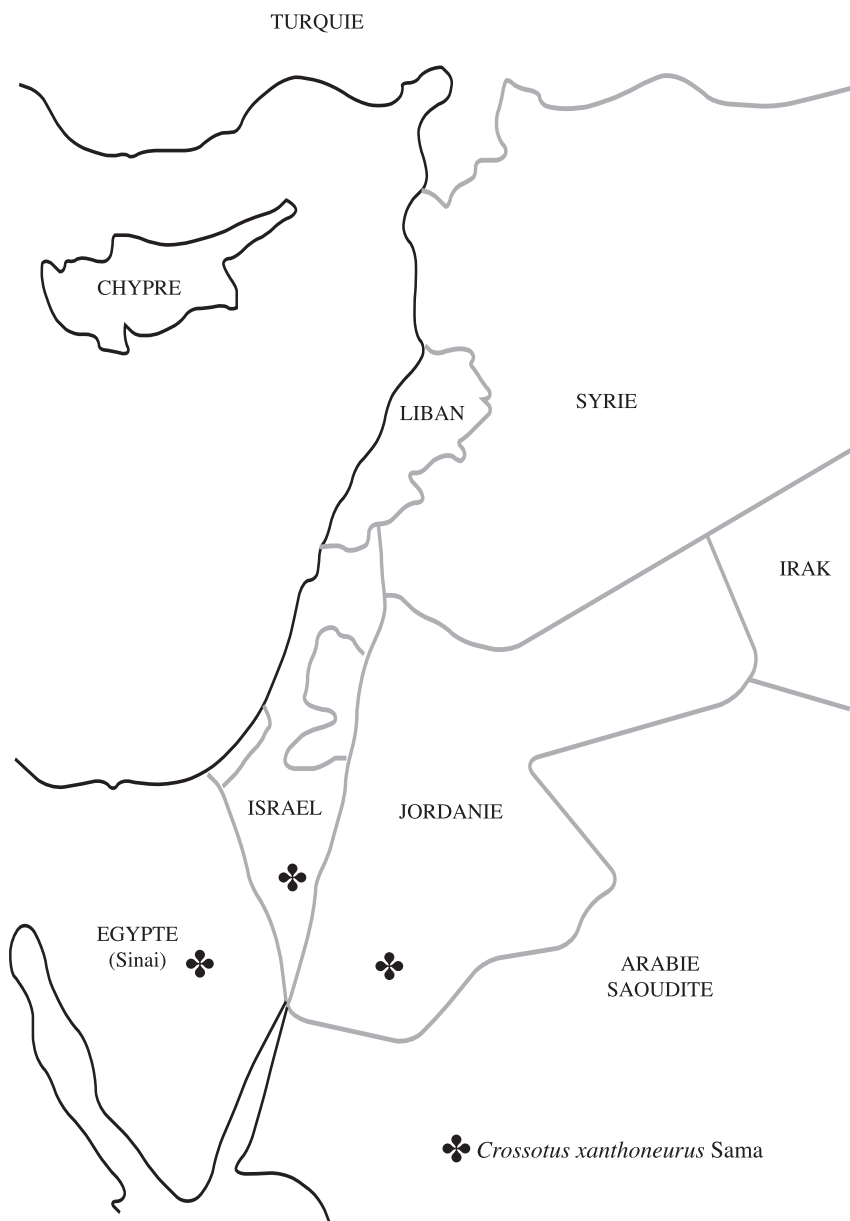 TURQUIE
CHYPRE
LIBAN
SYRIE
IRAK
ISRAEL
JORDANIE
EGYPTE
(Sinai)
ARABIE
SAOUDITE
Crossotus xanthoneurus Sama